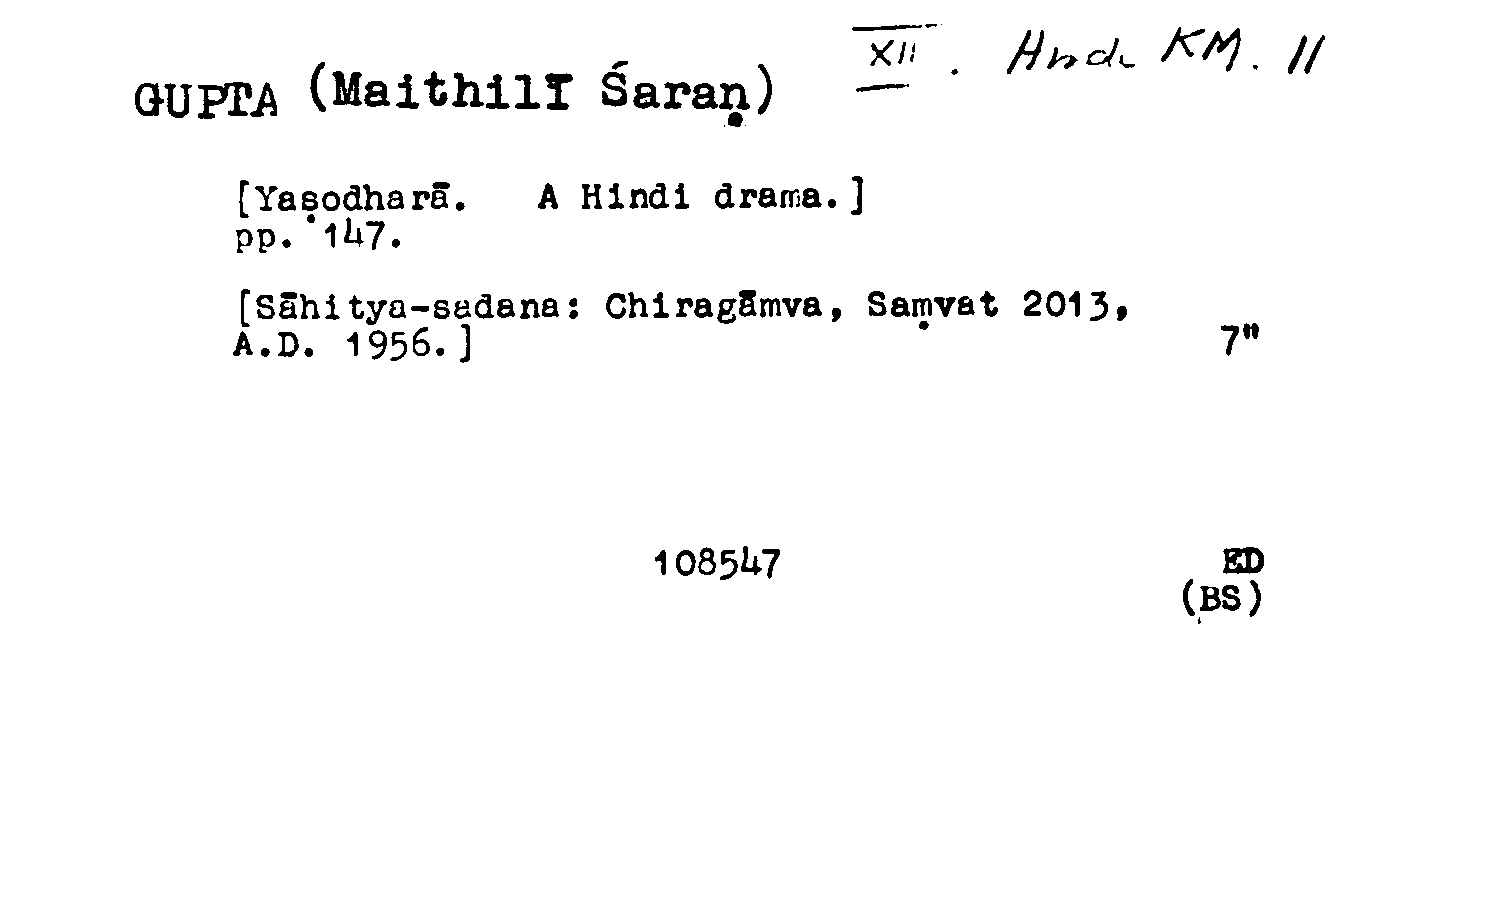 XII . Hindi KM. 11
GUPTA (Maithilī Śaraṇ)
[Yaṣodharā. A Hindi drama.]
pp. 147.
[Sāhitya-sadana: Chiragāmva, Saṃvat 2013,
A.D. 1956.]
7"
108547
ED
(BS)